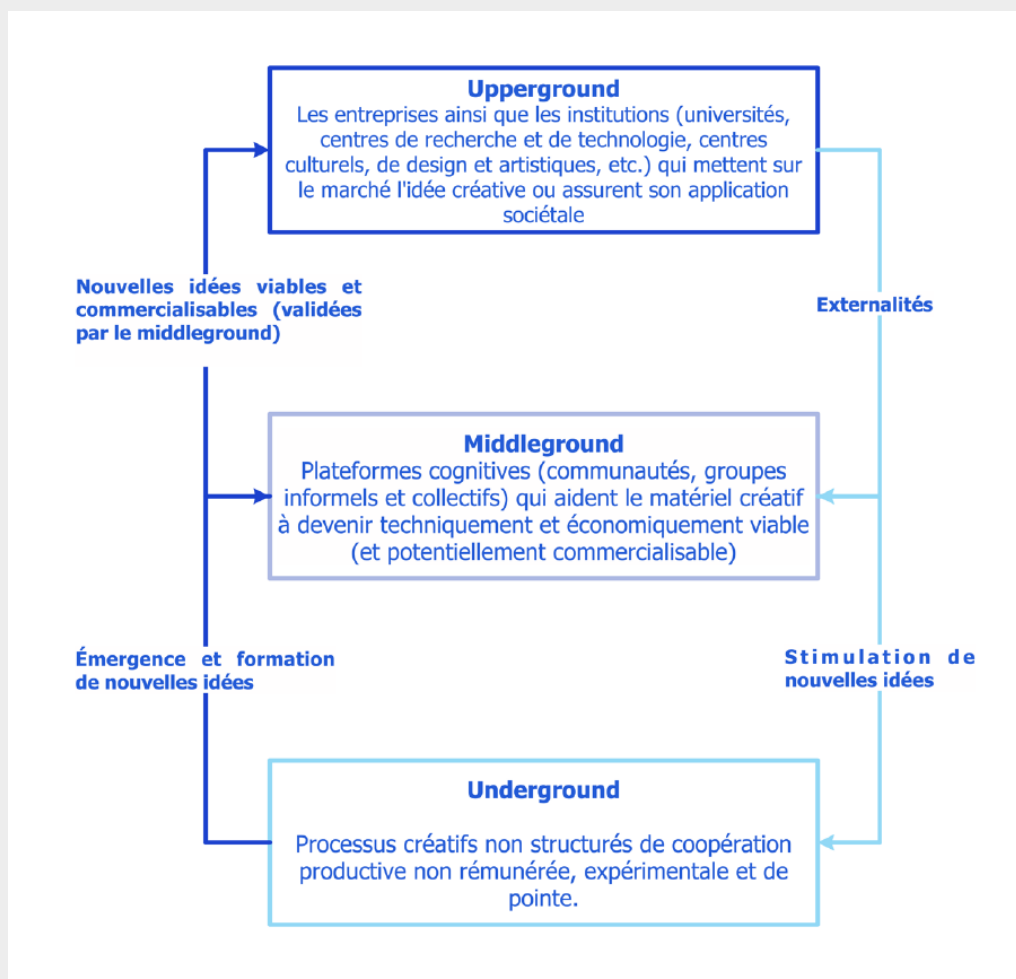 Upperground
Les entreprises ainsi que les institutions (universités,
centres de recherche et de technologie, centres
culturels, de design et artistiques, etc.) qui mettent sur
le marché l'idée créative ou assurent son application
sociétale
Nouvelles idées viables et
commercialisables (validées
par le middleground)
Externalités
Middleground
Plateformes cognitives (communautés, groupes
informels et collectifs) qui aident le matériel créatif
à devenir techniquement et économiquement viable
(et potentiellement commercialisable)
Émergence et formation
de nouvelles idées
Stimulation de
nouvelles idées
Underground
Processus créatifs non structurés de coopération
productive non rémunérée, expérimentale et de
pointe.